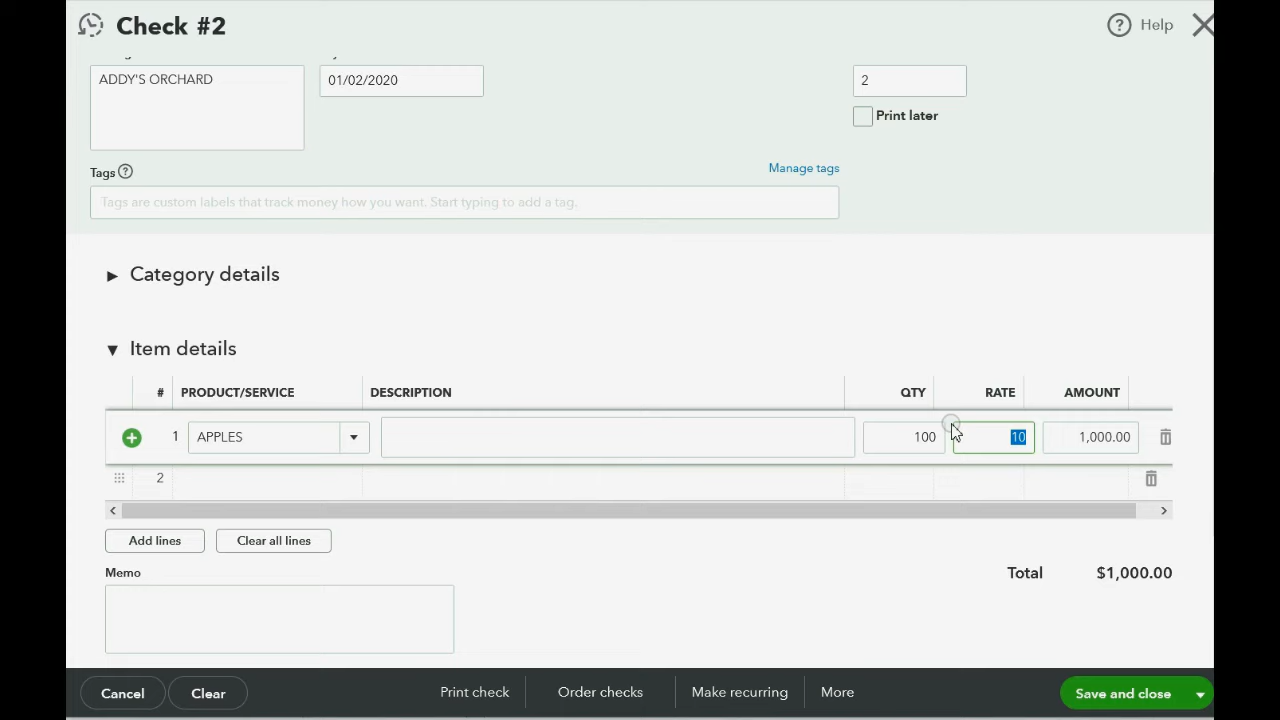 Check #2
Help
ADDY'S ORCHARD
01/02/2020
2
Print later
Tags
Manage tags
Tags are custom labels that track money how you want. Start typing to add a tag.
Category details
Item details
# PRODUCT/SERVICE DESCRIPTION QTY RATE AMOUNT
1 APPLES 100 10 1,000.00
2
Add lines Clear all lines
Memo
Total $1,000.00
Cancel Clear Print check Order checks Make recurring More Save and close